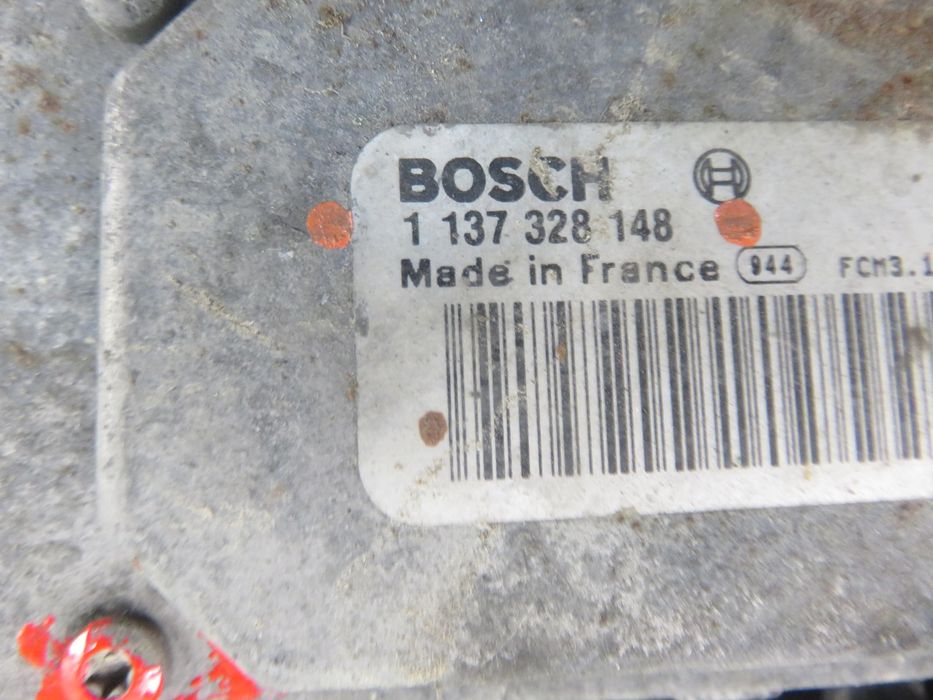 BOSCH
1 137 328 148
Made in France 944 FCM3.1